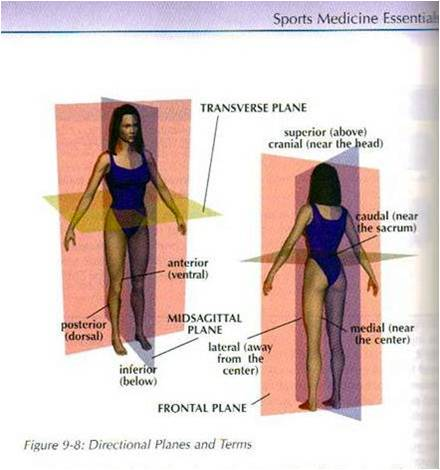 Sports Medicine Essential
TRANSVERSE PLANE
superior (above)
cranial (near the head)
caudal (near
the sacrum)
anterior
(ventral)
posterior
(dorsal)
MIDSAGITTAL
PLANE
lateral (away
from the
center)
medial (near
the center)
inferior
(below)
FRONTAL PLANE
Figure 9-8: Directional Planes and Terms